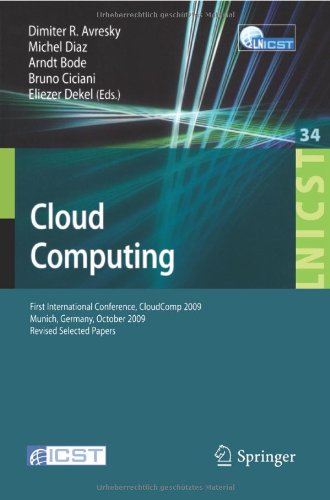 Urheberrechtlich geschütztes Material
Dimiter R. Avresky
Michel Diaz
Arndt Bode
Bruno Ciciani
Eliezer Dekel (Eds.)
LNICST
34
LNICST
Cloud
Computing
First International Conference, CloudComp 2009
Munich, Germany, October 2009
Revised Selected Papers
ICST
Springer
Urheberrechtlich geschütztes Material